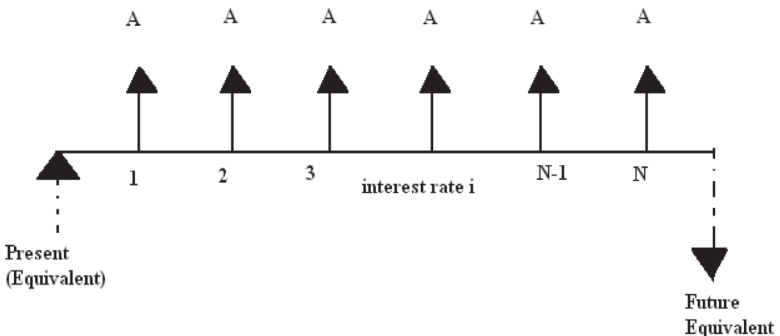 A A A A A A
1 2 3 interest rate i N-1 N
Present
(Equivalent)
Future
Equivalent